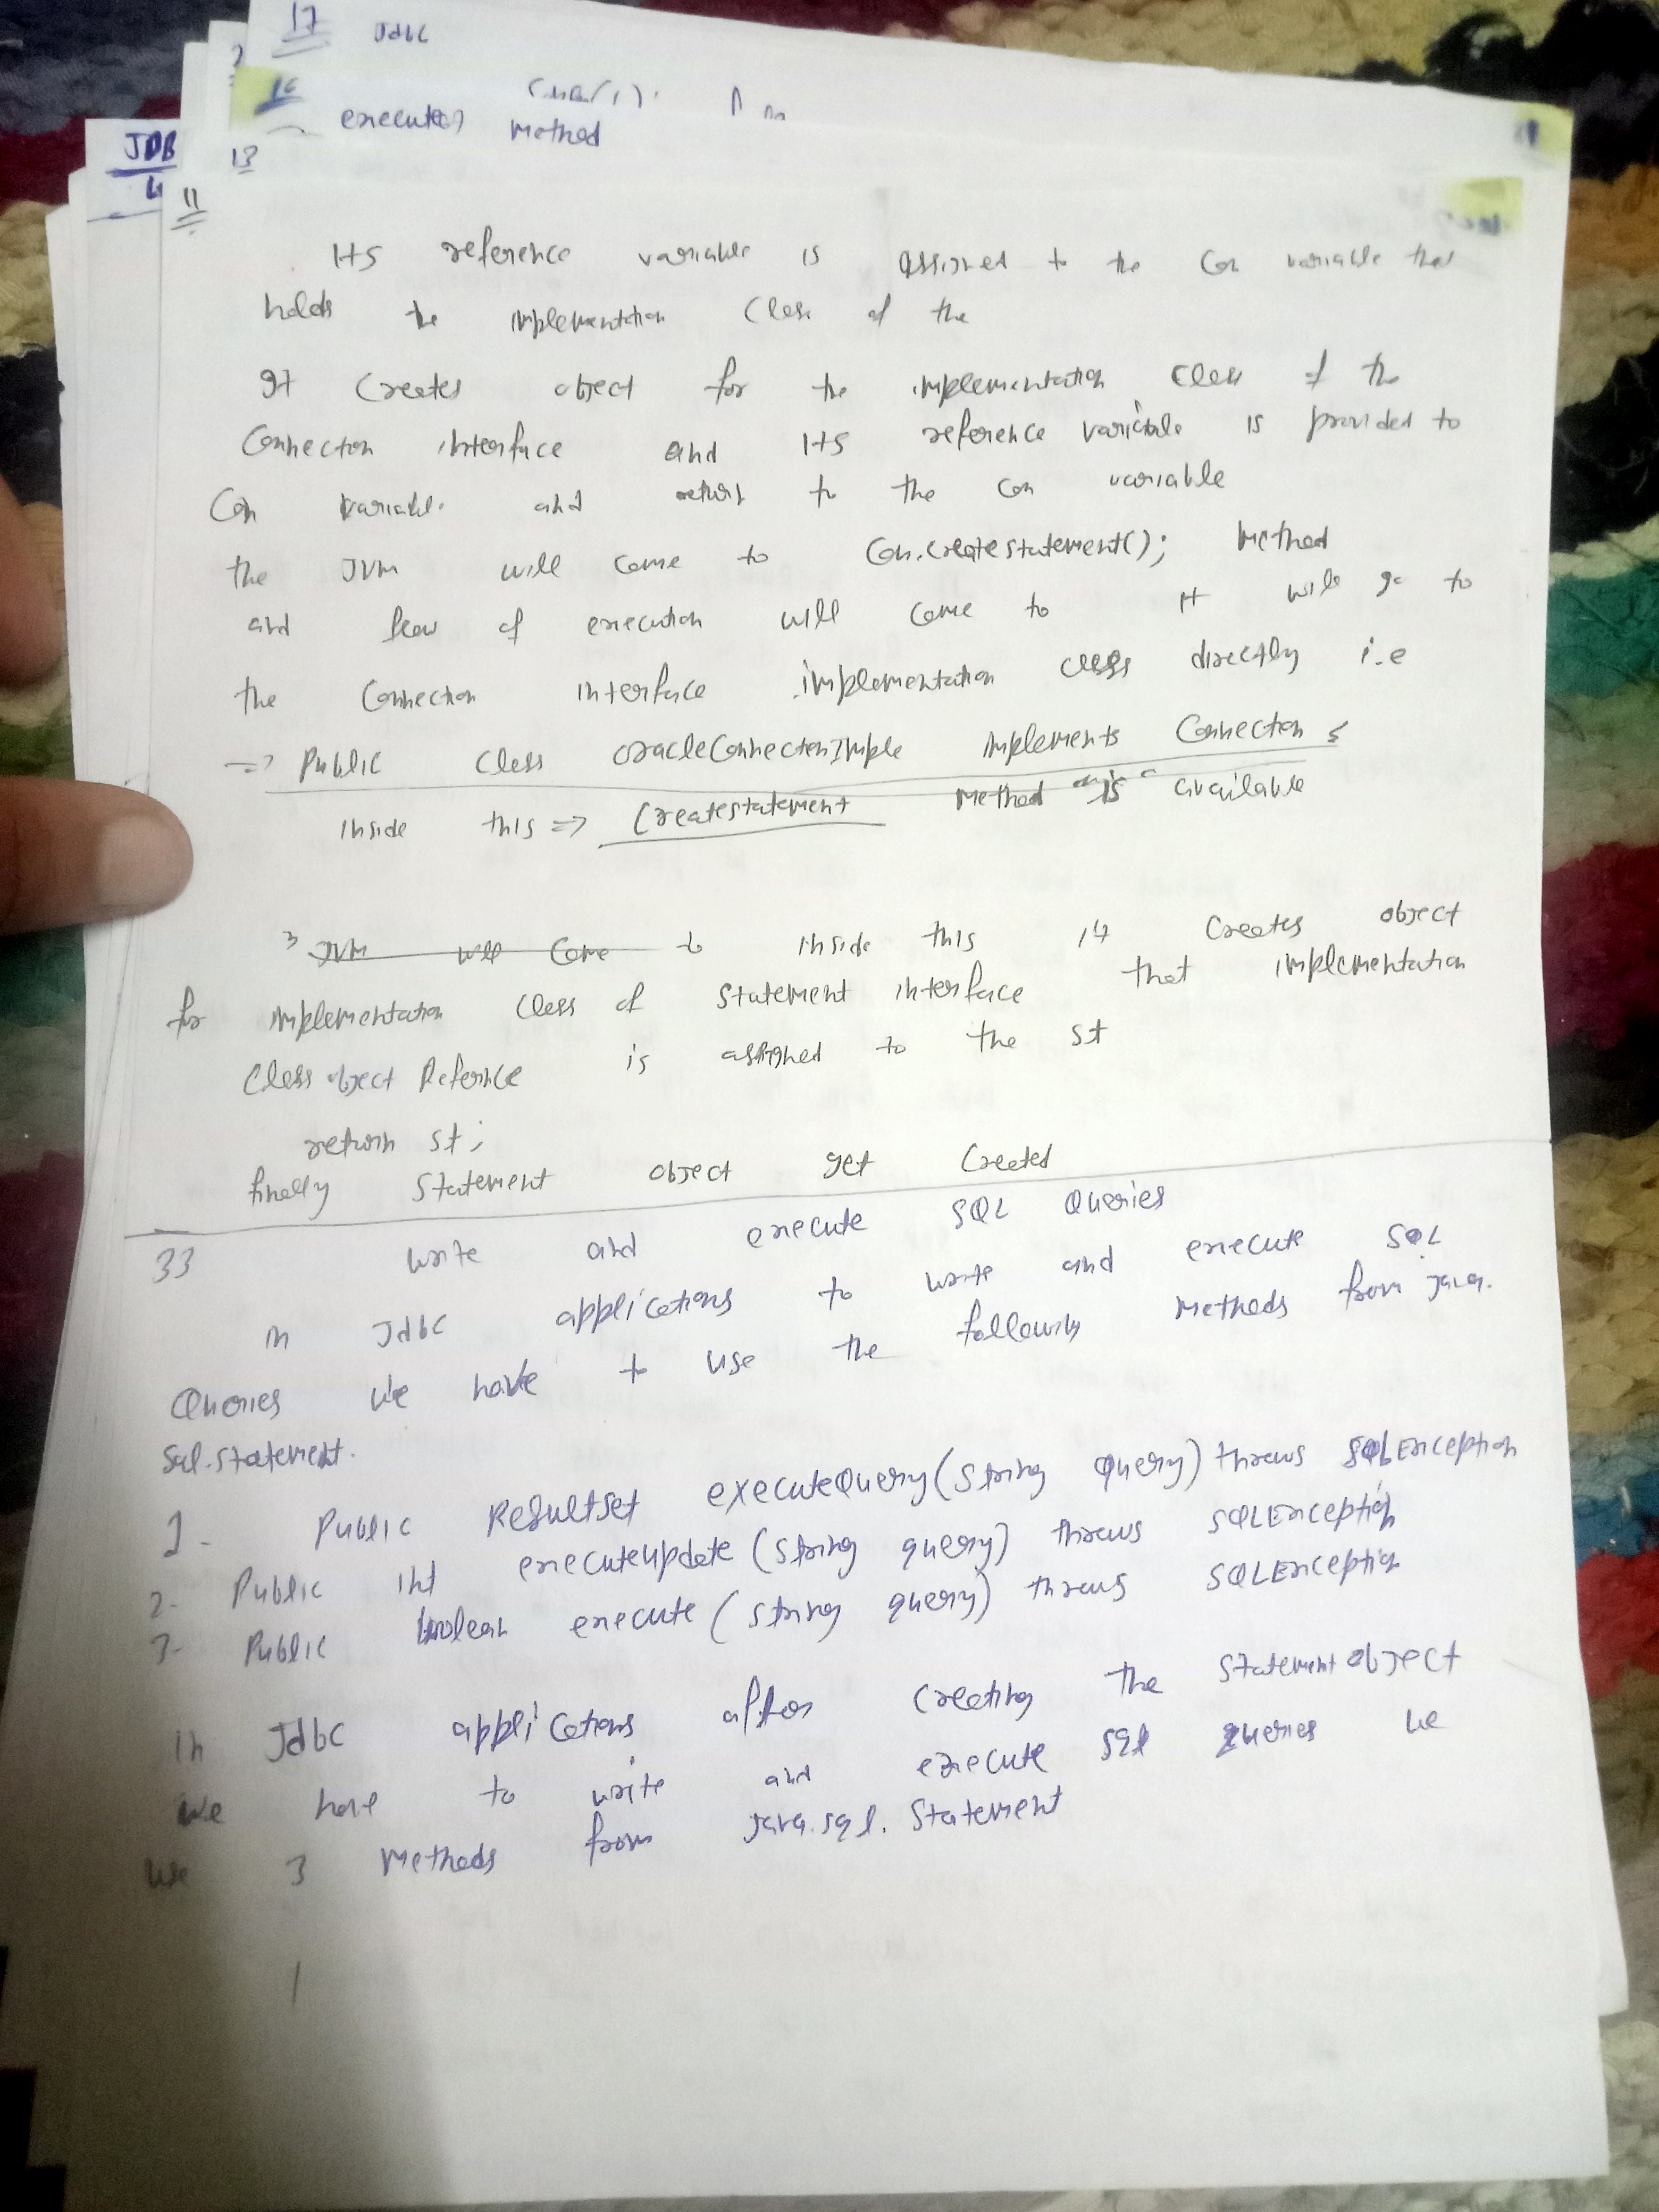 17 Jdbc
16
executes method
13
JDB
11
Its reference variable is assigned to the Con variable that
holds the implementation class of the
It creates object for the implementation class of the
Connection interface and its reference variable is provided to
Con variable and return to the con variable
the JVM will come to Con.createstatement(); method
and flow of execution will come to it will go to
the Connection interface implementation class directly i.e
=> Public class OracleConnectionImple implements Connection {
Inside this => Createstatement method is available
JVM will come to inside this it creates object
for implementation class of Statement interface that implementation
class object reference is assigned to the st
return st;
finally Statement object get created
33 write and execute SQL Queries
in Jdbc applications to write and execute SQL
Queries we have to use the following methods from java.
Sql.Statement.
1- Public ResultSet executeQuery(String Query) throws SQLException
2- Public int executeupdate (String query) throws SQLException
3- Public boolean execute (String query) throws SQLException
in Jdbc applications after creating the Statement object
we have to write and execute sql queries we
we 3 methods from java.sql.Statement